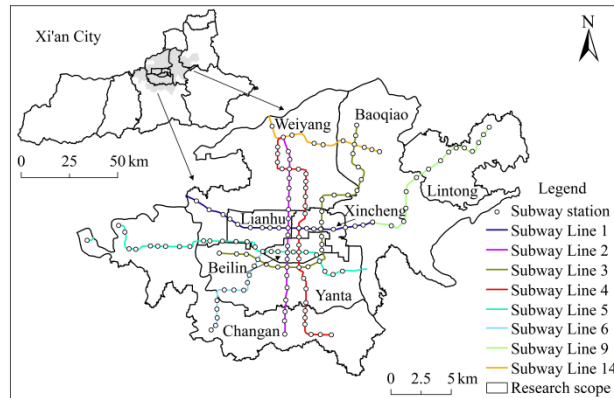 Xi'an City
N
Baoqiao
Weiyang
0 25 50 km
Lintong
Legend
Lianhu
Xincheng
Subway station
Subway Line 1
Subway Line 2
Beilin
Subway Line 3
Yanta
Subway Line 4
Subway Line 5
Changan
Subway Line 6
Subway Line 9
Subway Line 14
0 2.5 5 km
Research scope